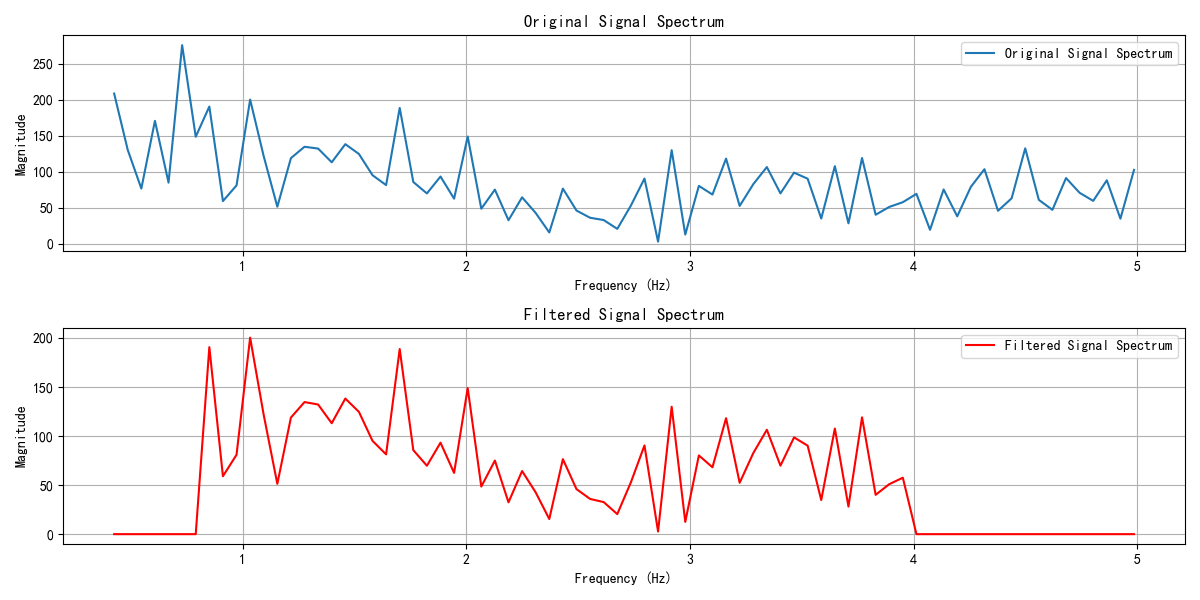 Original Signal Spectrum
Original Signal Spectrum
250
200
150
100
50
0
Magnitude
1 2 3 4 5
Frequency (Hz)
Filtered Signal Spectrum
Filtered Signal Spectrum
200
150
100
50
0
Magnitude
1 2 3 4 5
Frequency (Hz)